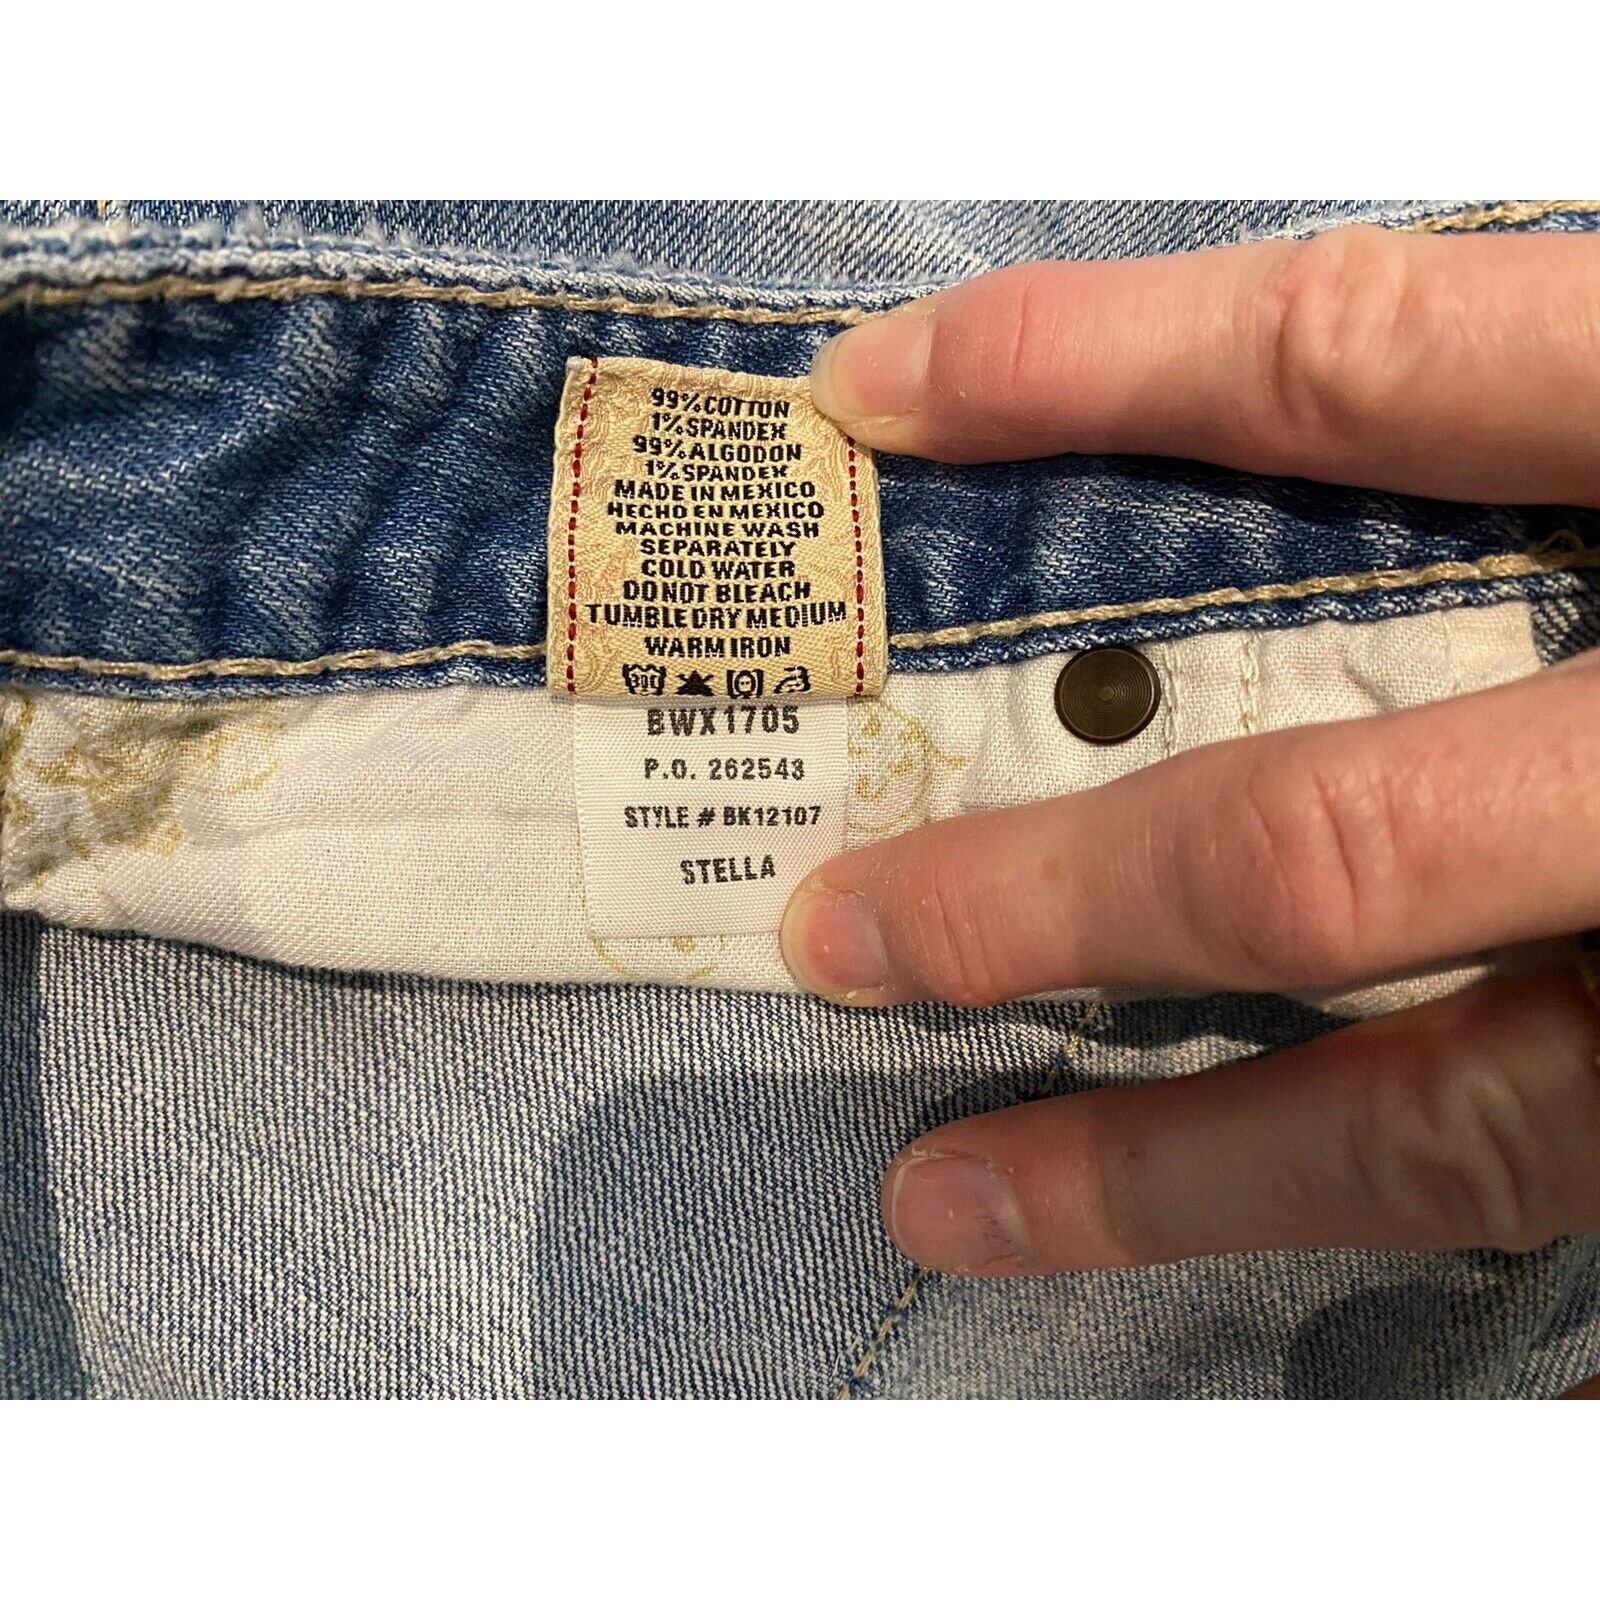 99% COTTON
1% SPANDEX
99% ALGODON
1% SPANDEX
MADE IN MEXICO
HECHO EN MEXICO
MACHINE WASH
SEPARATELY
COLD WATER
DO NOT BLEACH
TUMBLE DRY MEDIUM
WARM IRON
BWX1705
P.O. 262543
STYLE # BK12107
STELLA